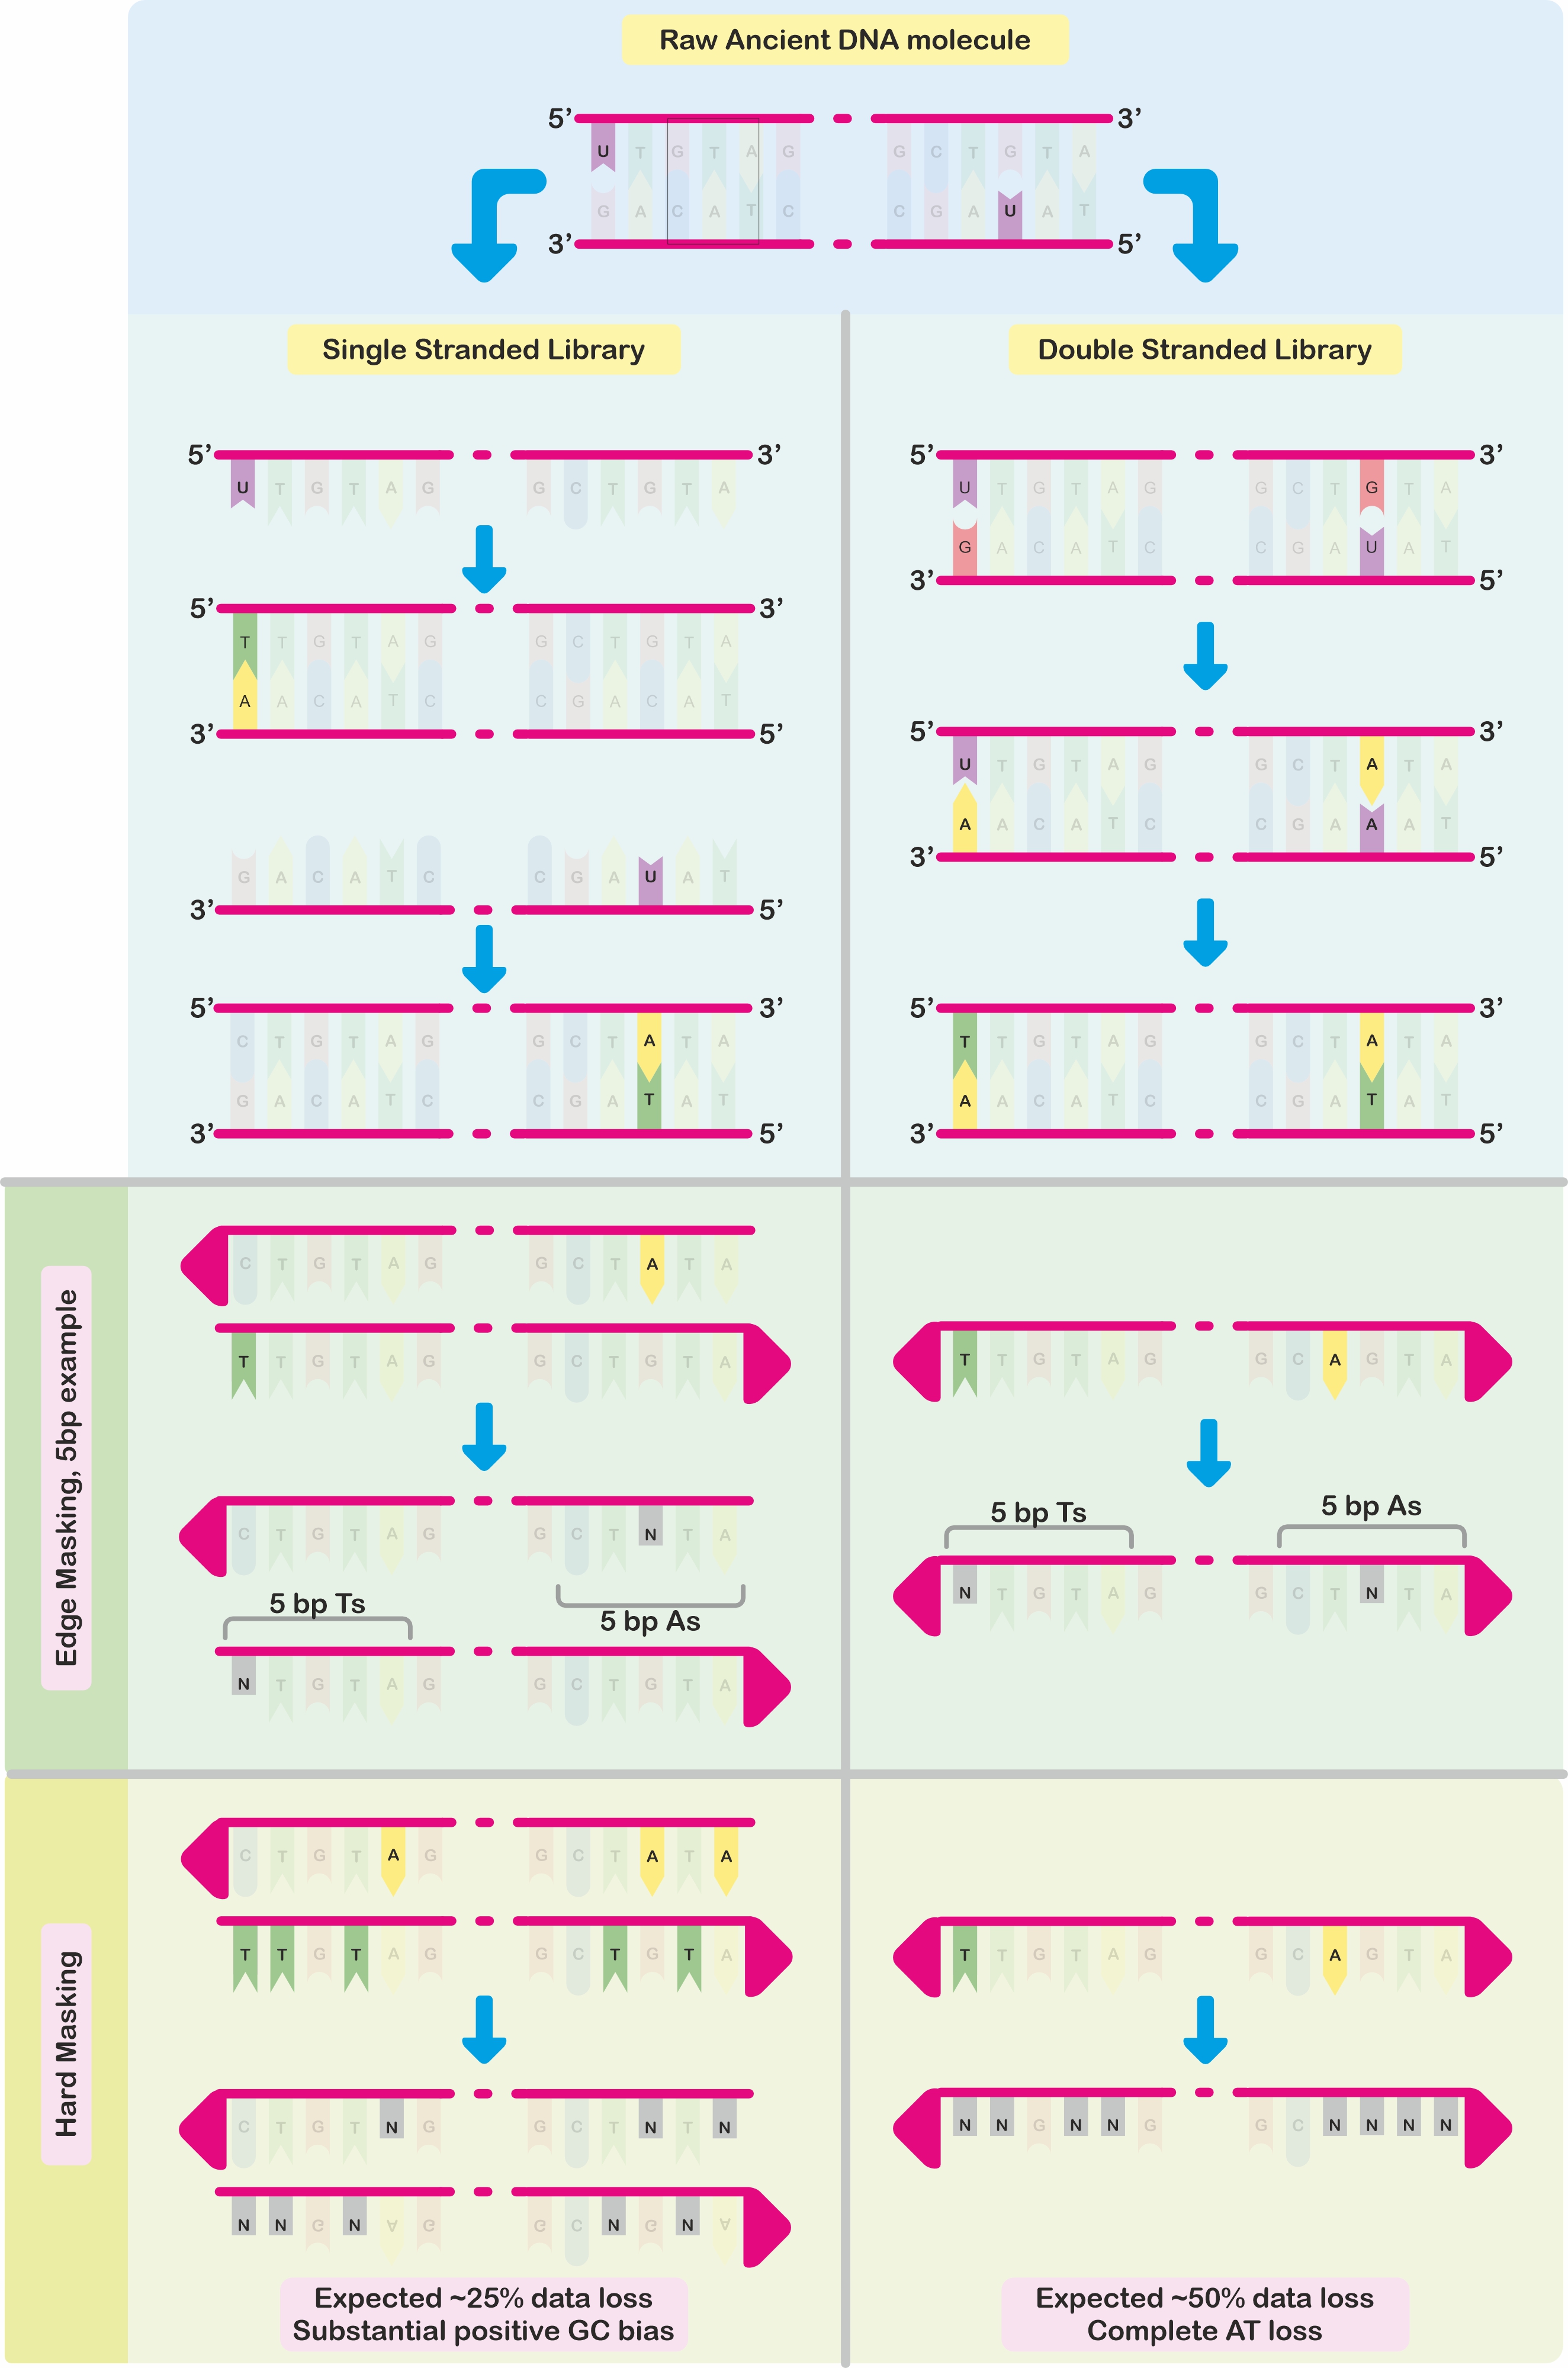 Raw Ancient DNA molecule
5’ 3’
U T G T A G G C T G T A
G A C A T C C G A U A T
3’ 5’
Single Stranded Library
5’ 3’
U T G T A G G C T G T A
5’ 3’
T T G T A G G C T G T A
A A C A T C C G A C A T
3’ 5’
G A C A T C C G A U A T
3’ 5’
5’ 3’
C T G T A G G C T A T A
G A C A T C C G A T A T
3’ 5’
Double Stranded Library
5’ 3’
U T G T A G G C T G T A
G A C A T C C G A U A T
3’ 5’
5’ 3’
U T G T A G G C T A T A
A A C A T C C G A A A T
3’ 5’
5’ 3’
T T G T A G G C T A T A
A A C A T C C G A T A T
3’ 5’
Edge Masking, 5bp example
C T G T A G G C T A T A
T T G T A G G C T G T A
C T G T A G G C T N T A
5 bp Ts
5 bp As
N T G T A G G C T G T A
T T G T A G G C A G T A
5 bp Ts
5 bp As
N T G T A G G C T N T A
Hard Masking
C T G T A G G C T A T A
T T G T A G G C T G T A
C T G T N G G C T N T N
N N G N A G G C N G N A
Expected ~25% data loss
Substantial positive GC bias
T T G T A G G C A G T A
N N G N N G G C N N N N
Expected ~50% data loss
Complete AT loss